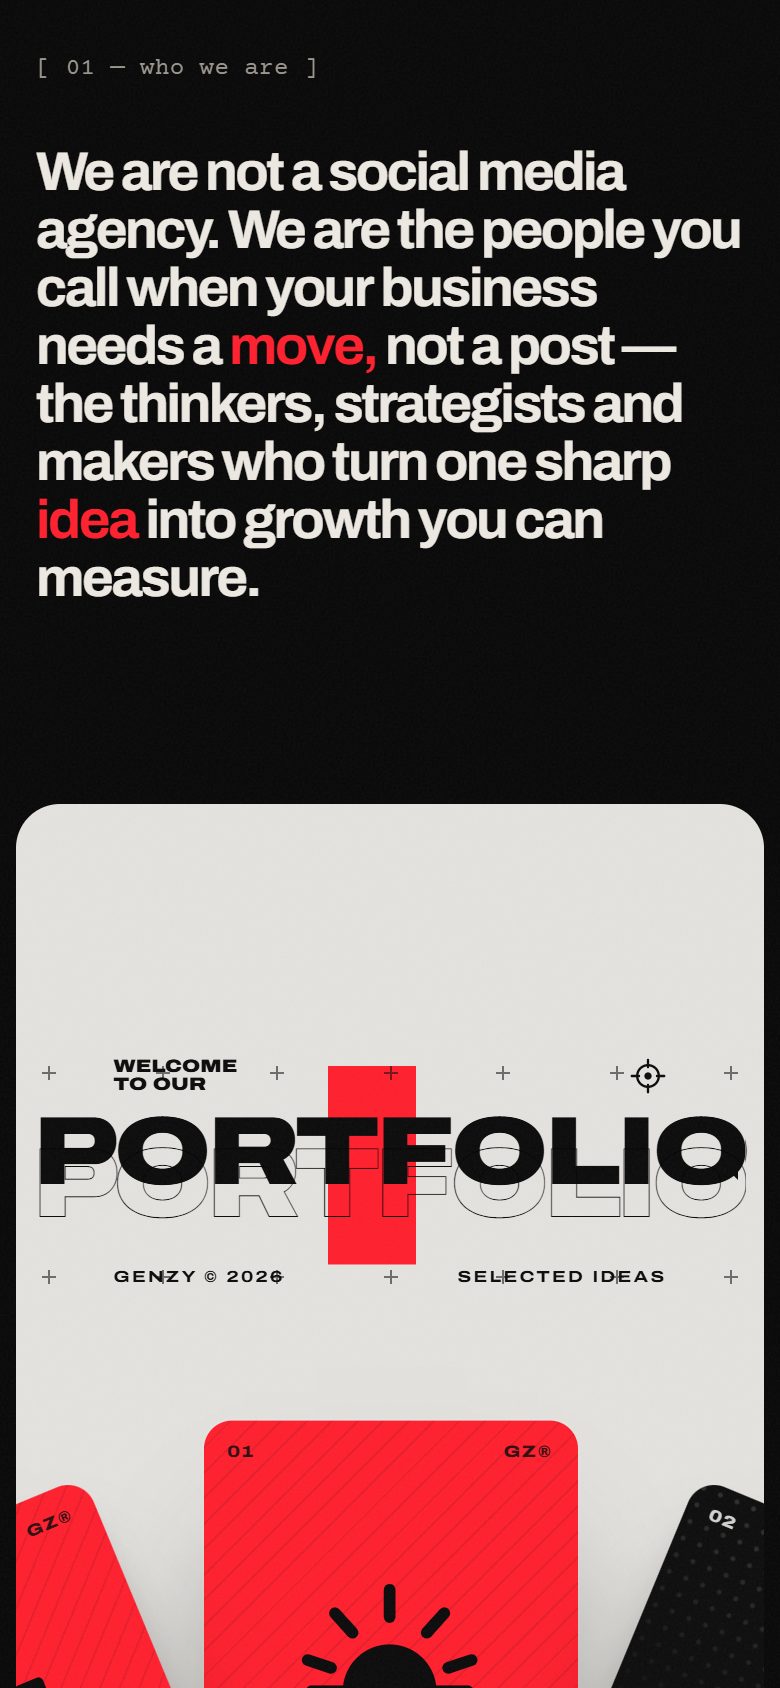 [ 01 — who we are ]
We are not a social media
agency. We are the people you
call when your business
needs a move, not a post —
the thinkers, strategists and
makers who turn one sharp
idea into growth you can
measure.
WELCOME
TO OUR
PORTFOLIO
PORTFOLIO
GENZY © 2026
SELECTED IDEAS
01
GZ®
GZ®
02